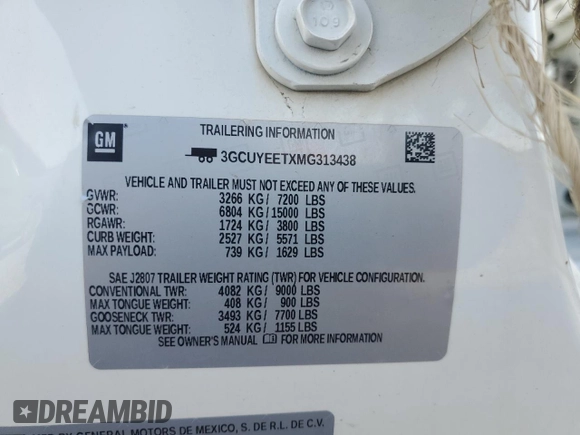 109
GM
TRAILERING INFORMATION
3GCUYEETXMG313438
VEHICLE AND TRAILER MUST NOT EXCEED ANY OF THESE VALUES.
GVWR: 3266 KG/ 7200 LBS
GCWR: 6804 KG/15000 LBS
RGAWR: 1724 KG/ 3800 LBS
CURB WEIGHT: 2527 KG/ 5571 LBS
MAX PAYLOAD: 739 KG/ 1629 LBS
SAE J2807 TRAILER WEIGHT RATING (TWR) FOR VEHICLE CONFIGURATION.
CONVENTIONAL TWR: 4082 KG/ 9000 LBS
MAX TONGUE WEIGHT: 408 KG/ 900 LBS
GOOSENECK TWR: 3493 KG/ 7700 LBS
MAX TONGUE WEIGHT: 524 KG/ 1155 LBS
SEE OWNER'S MANUAL FOR MORE INFORMATION.
BY GENERAL MOTORS DE MEXICO, S. DE R.L. DE C.V.
DREAMBID